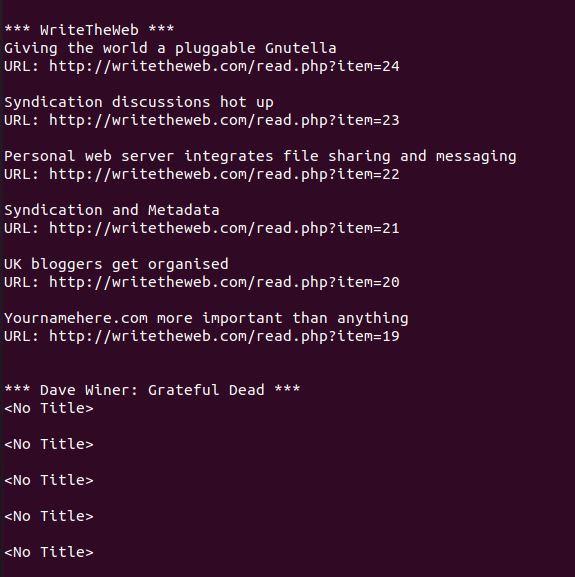 *** WriteTheWeb ***
Giving the world a pluggable Gnutella
URL: http://writetheweb.com/read.php?item=24
Syndication discussions hot up
URL: http://writetheweb.com/read.php?item=23
Personal web server integrates file sharing and messaging
URL: http://writetheweb.com/read.php?item=22
Syndication and Metadata
URL: http://writetheweb.com/read.php?item=21
UK bloggers get organised
URL: http://writetheweb.com/read.php?item=20
Yournamehere.com more important than anything
URL: http://writetheweb.com/read.php?item=19
*** Dave Winer: Grateful Dead ***
<No Title>
<No Title>
<No Title>
<No Title>
<No Title>